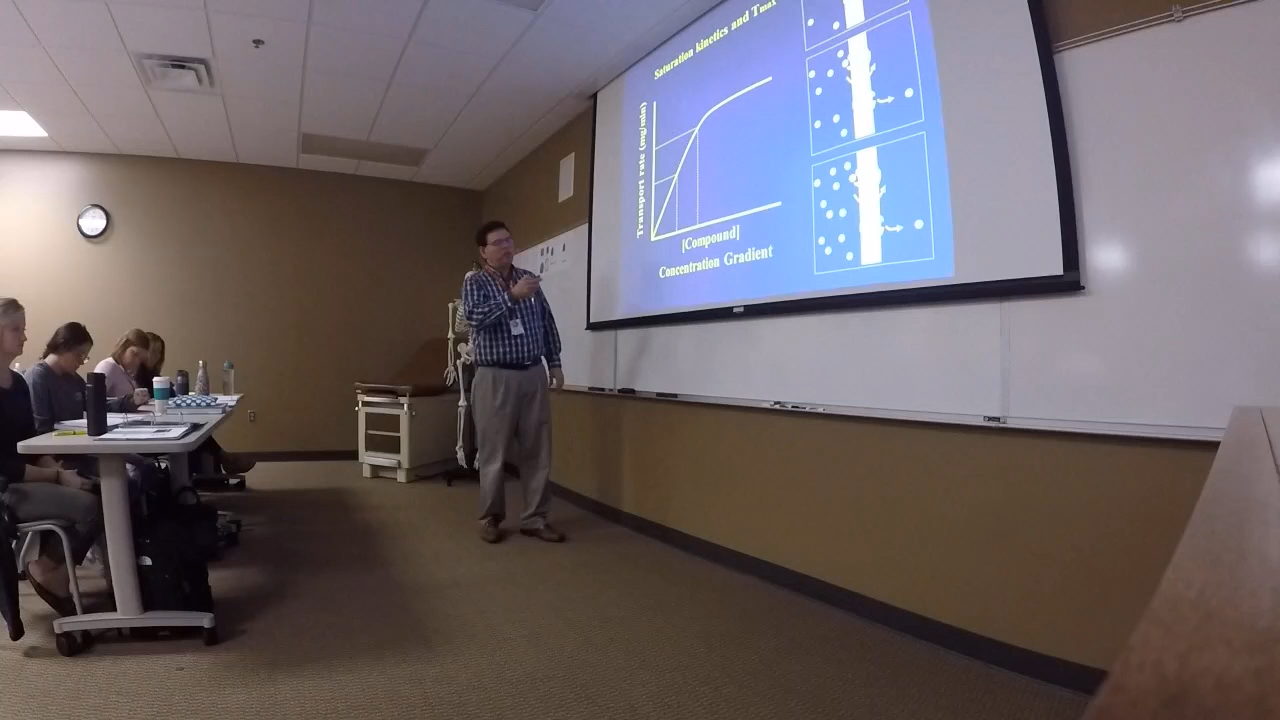 Saturation kinetics and Tmax
Transport rate (mg/min)
[Compound]
Concentration Gradient